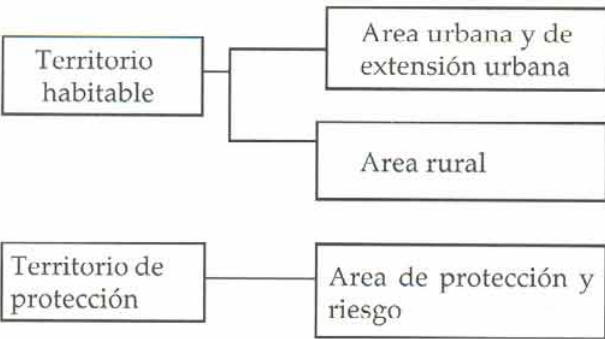 Territorio
habitable
Area urbana y de
extensión urbana
Area rural
Territorio de
protección
Area de protección y
riesgo